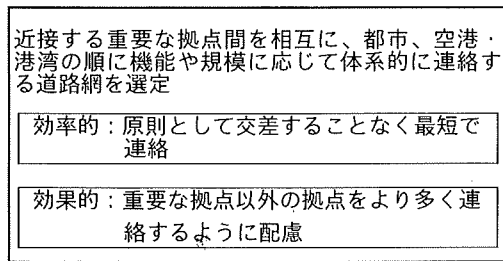 近接する重要な拠点間を相互に、都市、空港・
港湾の順に機能や規模に応じて体系的に連絡す
る道路網を選定
効率的：原則として交差することなく最短で
連絡
効果的：重要な拠点以外の拠点をより多く連
絡するように配慮